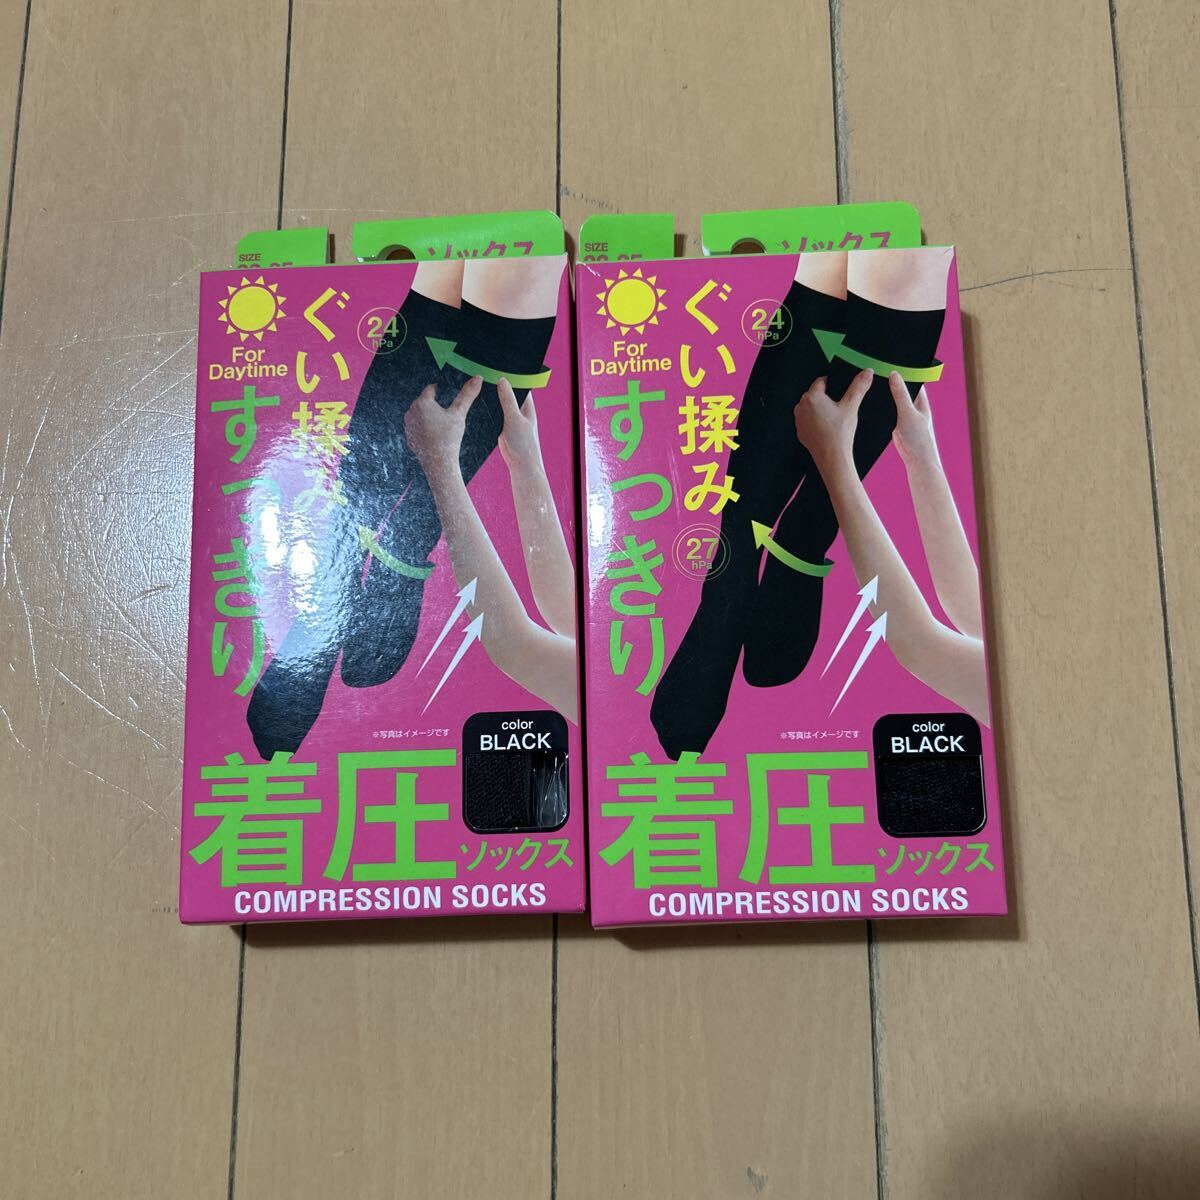 SIZE
ソックス
For
Daytime
ぐい揉み
すっきり
24
hPa
※写真はイメージです
color
BLACK
着圧
ソックス
COMPRESSION SOCKS
SIZE
ソックス
For
Daytime
ぐい揉み
すっきり
24
hPa
27
hPa
※写真はイメージです
color
BLACK
着圧
ソックス
COMPRESSION SOCKS